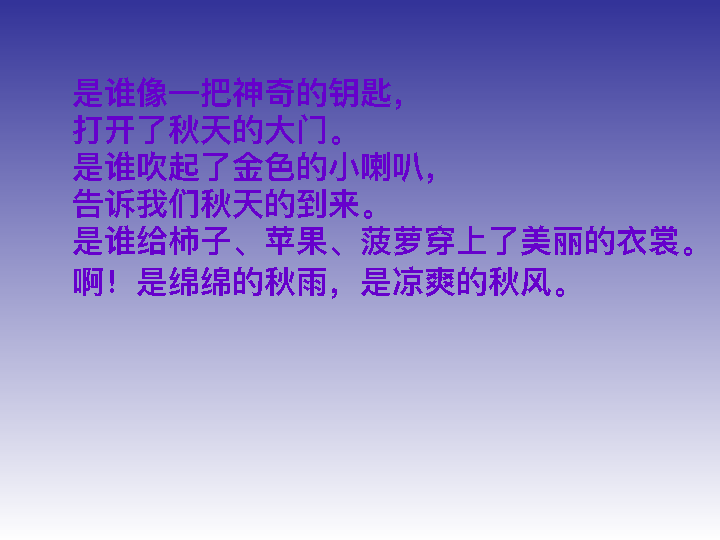 是谁像一把神奇的钥匙，
打开了秋天的大门。
是谁吹起了金色的小喇叭，
告诉我们秋天的到来。
是谁给柿子、苹果、菠萝穿上了美丽的衣裳。
啊！是绵绵的秋雨，是凉爽的秋风。